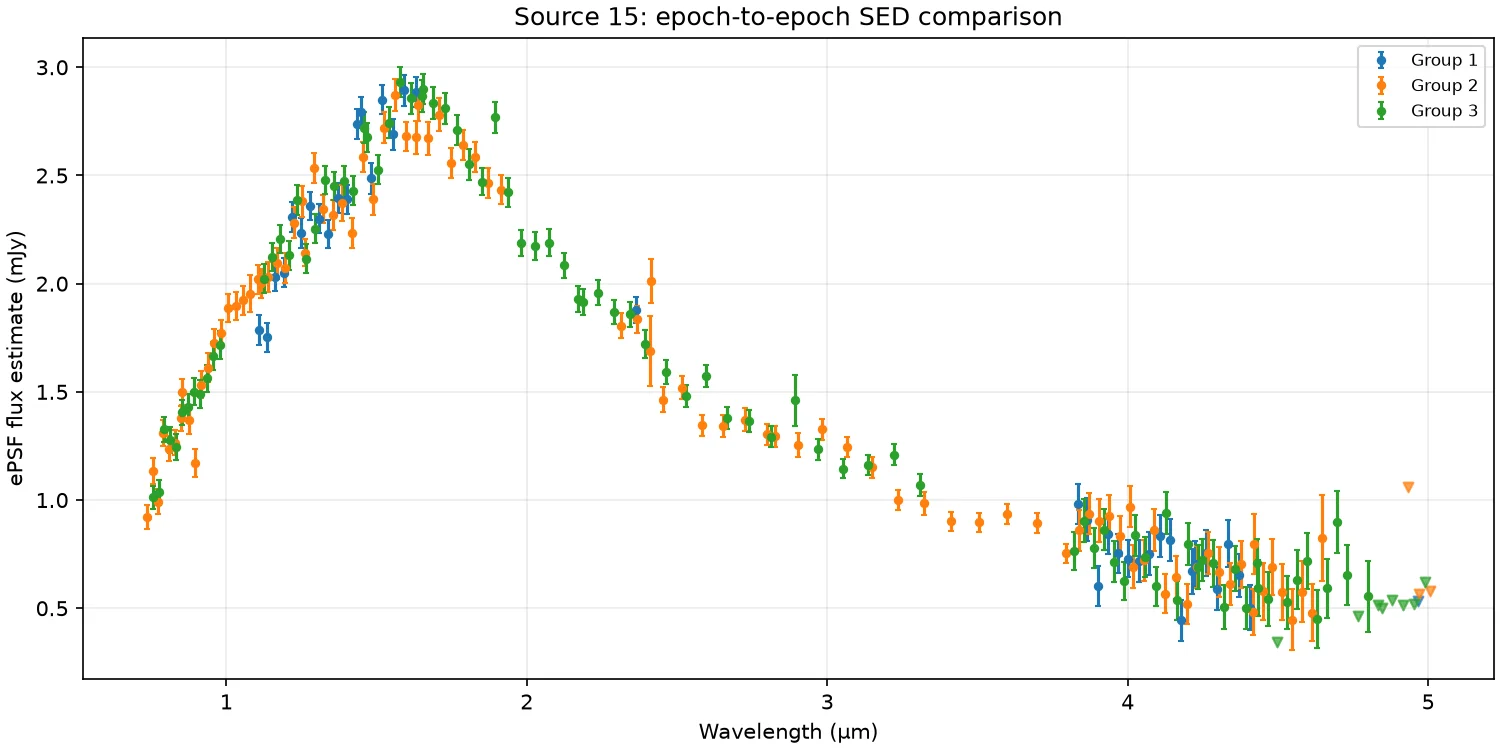 Source 15: epoch-to-epoch SED comparison
ePSF flux estimate (mJy)
3.0
2.5
2.0
1.5
1.0
0.5
Group 1
Group 2
Group 3
1 2 3 4 5
Wavelength (μm)